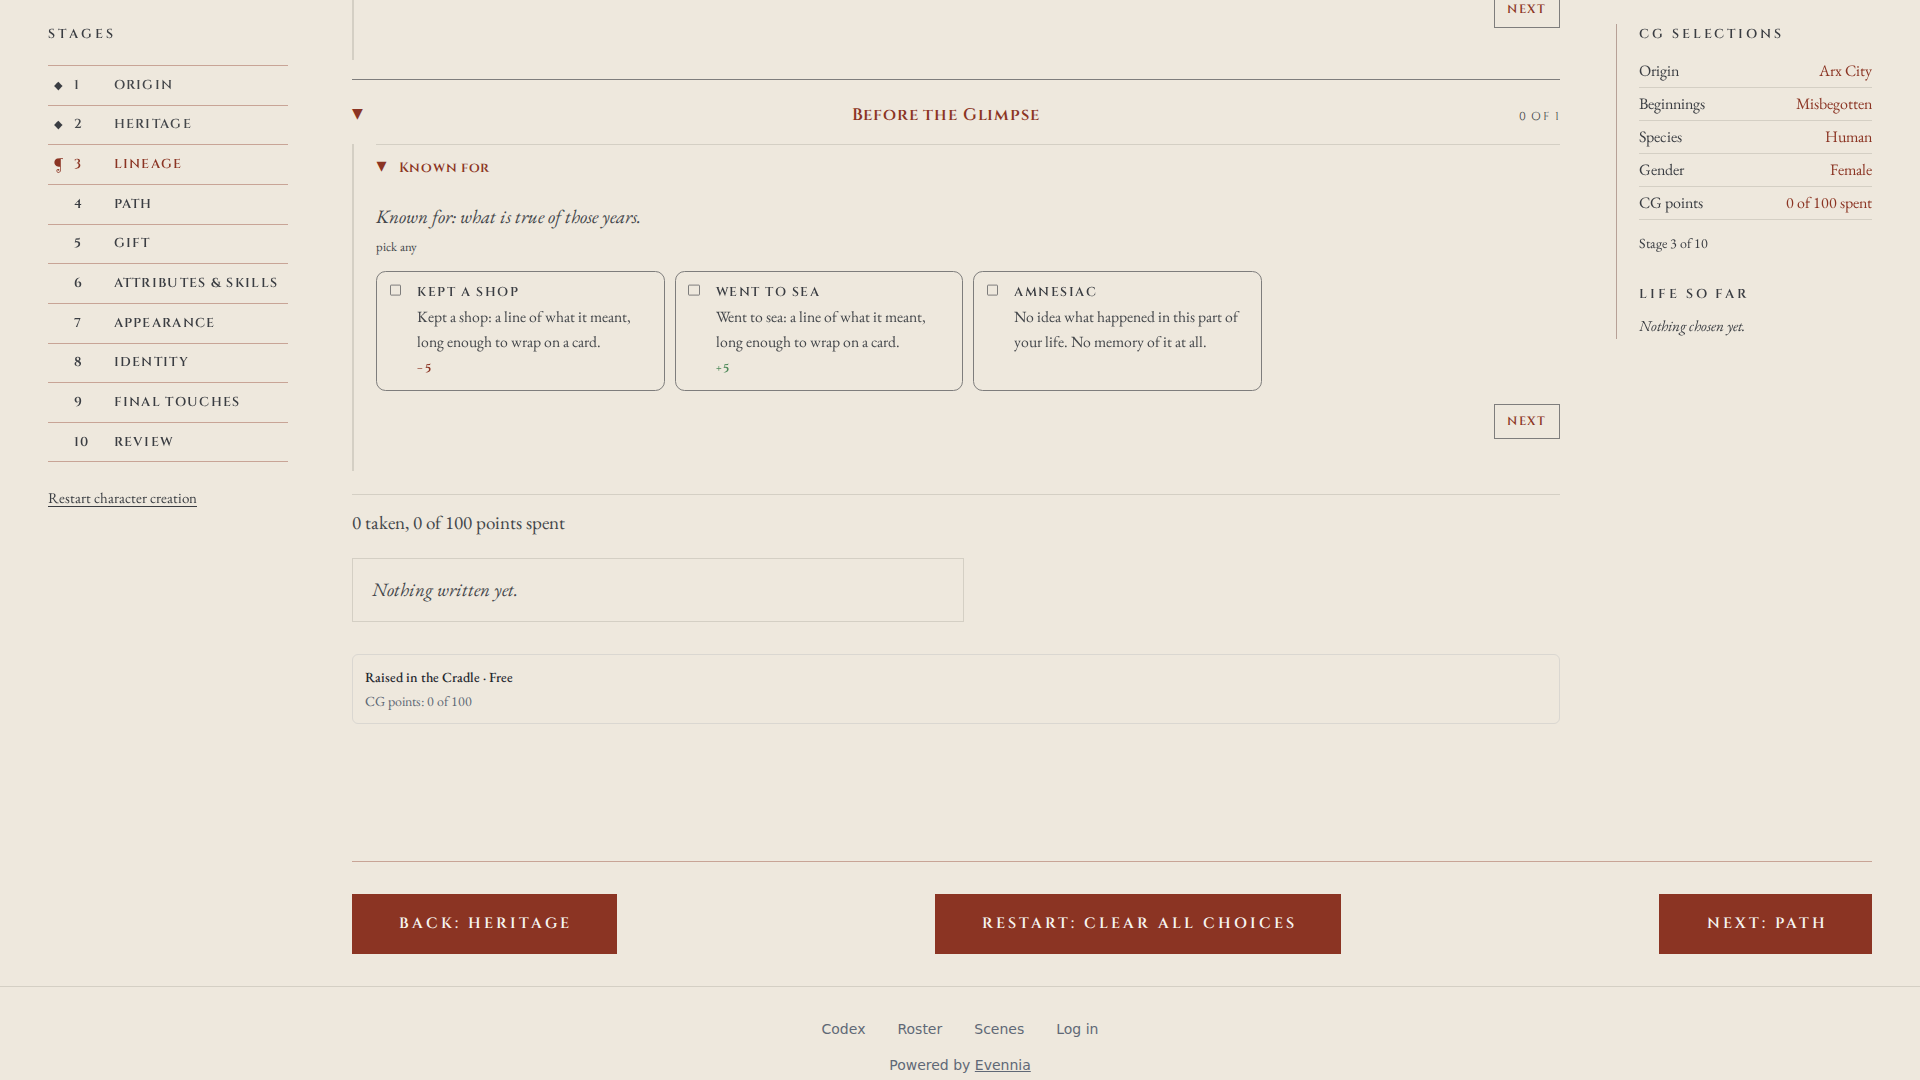 STAGES
◆ 1 ORIGIN
◆ 2 HERITAGE
¶ 3 LINEAGE
4 PATH
5 GIFT
6 ATTRIBUTES & SKILLS
7 APPEARANCE
8 IDENTITY
9 FINAL TOUCHES
10 REVIEW
Restart character creation
NEXT
▼ BEFORE THE GLIMPSE 0 OF 1
▼ KNOWN FOR
Known for: what is true of those years.
pick any
KEPT A SHOP
Kept a shop: a line of what it meant,
long enough to wrap on a card.
−5
WENT TO SEA
Went to sea: a line of what it meant,
long enough to wrap on a card.
+5
AMNESIAC
No idea what happened in this part of
your life. No memory of it at all.
NEXT
0 taken, 0 of 100 points spent
Nothing written yet.
Raised in the Cradle · Free
CG points: 0 of 100
CG SELECTIONS
Origin Arx City
Beginnings Misbegotten
Species Human
Gender Female
CG points 0 of 100 spent
Stage 3 of 10
LIFE SO FAR
Nothing chosen yet.
BACK: HERITAGE
RESTART: CLEAR ALL CHOICES
NEXT: PATH
Codex Roster Scenes Log in
Powered by Evennia